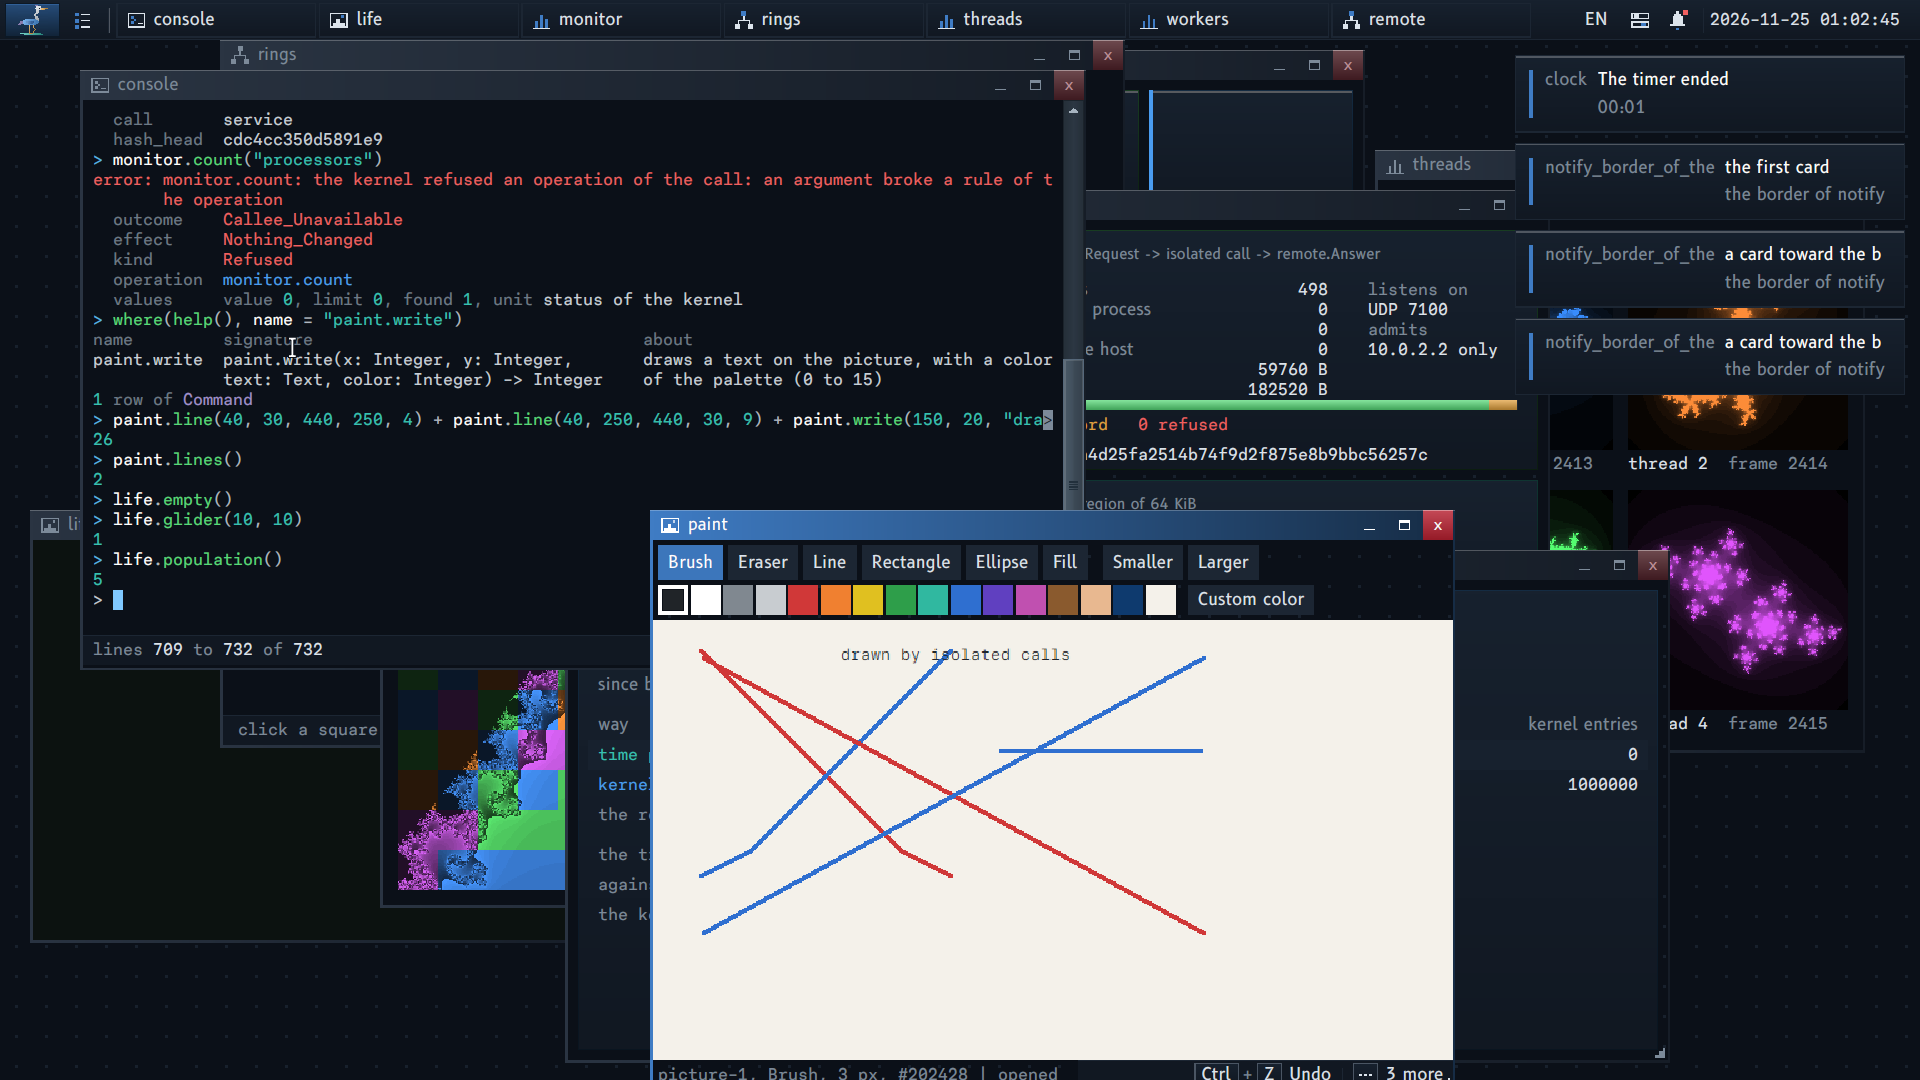 console
life
monitor
rings
threads
workers
remote
EN
2026-11-25 01:02:45
rings
console
call service
hash_head cdc4cc350d5891e9
> monitor.count("processors")
error: monitor.count: the kernel refused an operation of the call: an argument broke a rule of t
he operation
outcome Callee_Unavailable
effect Nothing_Changed
kind Refused
operation monitor.count
values value 0, limit 0, found 1, unit status of the kernel
> where(help(), name = "paint.write")
name signature about
paint.write paint.write(x: Integer, y: Integer, draws a text on the picture, with a color
text: Text, color: Integer) -> Integer of the palette (0 to 15)
1 row of Command
> paint.line(40, 30, 440, 250, 4) + paint.line(40, 250, 440, 30, 9) + paint.write(150, 20, "dra>
26
> paint.lines()
2
> life.empty()
> life.glider(10, 10)
1
> life.population()
5
>
lines 709 to 732 of 732
clock The timer ended
00:01
notify_border_of_the the first card
the border of notify
notify_border_of_the a card toward the b
the border of notify
notify_border_of_the a card toward the b
the border of notify
threads
Request -> isolated call -> remote.Answer
498 listens on
process 0 UDP 7100
0 admits
e host 0 10.0.2.2 only
59760 B
182520 B
rd 0 refused
4d25fa2514b74f9d2f875e8b9bbc56257c
region of 64 KiB
2413 thread 2 frame 2414
ad 4 frame 2415
li
click a square
since b
way
time
kerne
the r
the t
again
the k
kernel entries
0
1000000
paint
Brush Eraser Line Rectangle Ellipse Fill Smaller Larger
Custom color
drawn by isolated calls
picture-1, Brush, 3 px, #202428 | opened
Ctrl + Z Undo ... 3 more